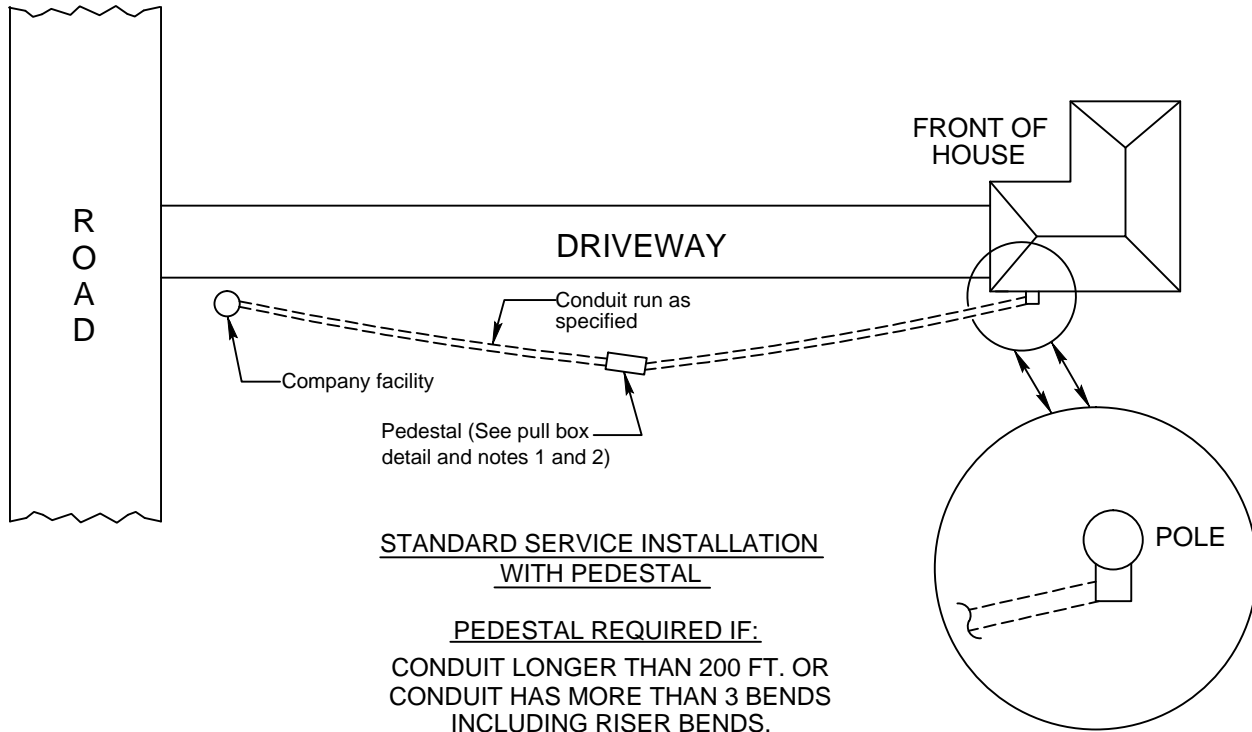 R
O
A
D
FRONT OF
HOUSE
DRIVEWAY
Conduit run as
specified
Company facility
Pedestal (See pull box
detail and notes 1 and 2)
POLE
STANDARD SERVICE INSTALLATION
WITH PEDESTAL
PEDESTAL REQUIRED IF:
CONDUIT LONGER THAN 200 FT. OR
CONDUIT HAS MORE THAN 3 BENDS
INCLUDING RISER BENDS.